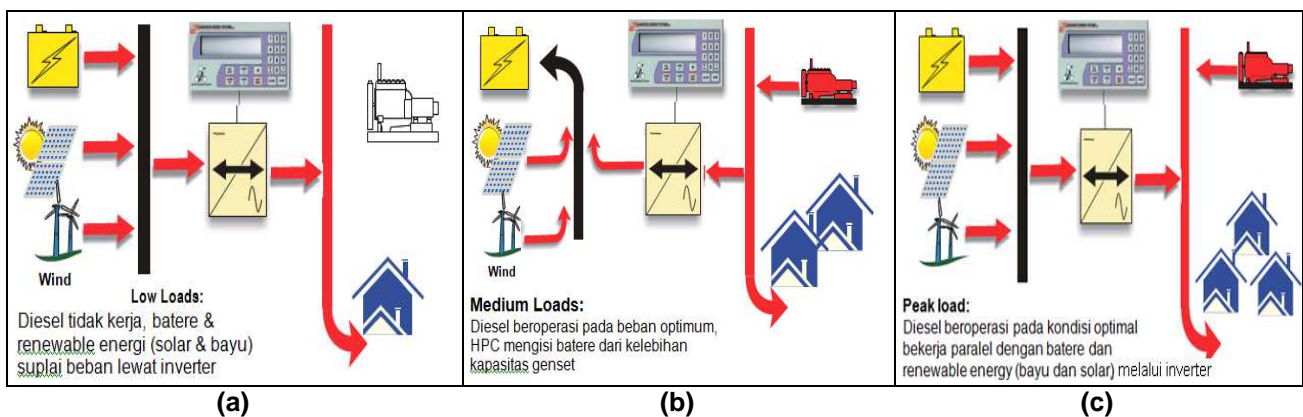 Wind
Low Loads:
Diesel tidak kerja, batere &
renewable energi (solar & bayu)
suplai beban lewat inverter
(a)
Wind
Medium Loads:
Diesel beroperasi pada beban optimum,
HPC mengisi batere dari kelebihan
kapasitas genset
(b)
Peak load:
Diesel beroperasi pada kondisi optimal
bekerja paralel dengan batere dan
renewable energy (bayu dan solar) melalui inverter
(c)